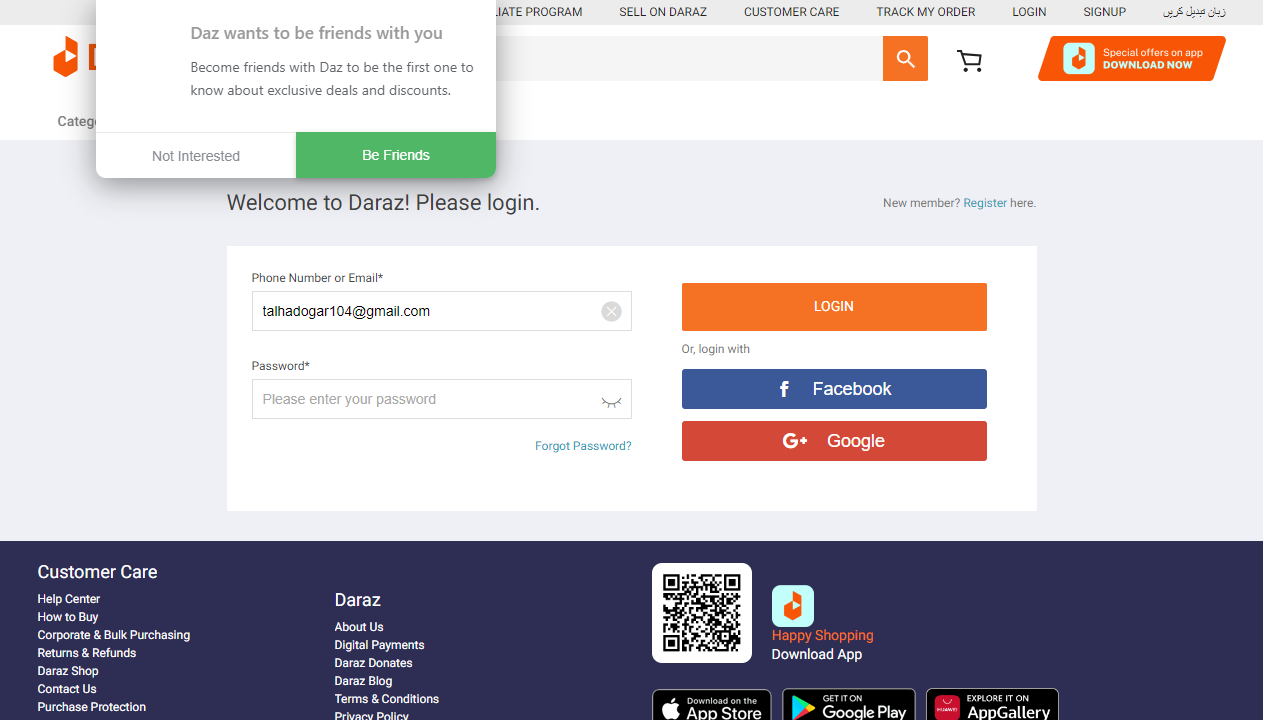 LIATE PROGRAM
SELL ON DARAZ
CUSTOMER CARE
TRACK MY ORDER
LOGIN
SIGNUP
زبان تبدیل کریں
Daz wants to be friends with you
Become friends with Daz to be the first one to
know about exclusive deals and discounts.
Not Interested
Be Friends
D
Special offers on app
DOWNLOAD NOW
Catego
Welcome to Daraz! Please login.
New member? Register here.
Phone Number or Email*
talhadogar104@gmail.com
Password*
Please enter your password
Forgot Password?
LOGIN
Or, login with
f Facebook
G+ Google
Customer Care
Help Center
How to Buy
Corporate & Bulk Purchasing
Returns & Refunds
Daraz Shop
Contact Us
Purchase Protection
Daraz
About Us
Digital Payments
Daraz Donates
Daraz Blog
Terms & Conditions
Privacy Policy
Happy Shopping
Download App
Download on the
App Store
GET IT ON
Google Play
HUAWEI
EXPLORE IT ON
AppGallery